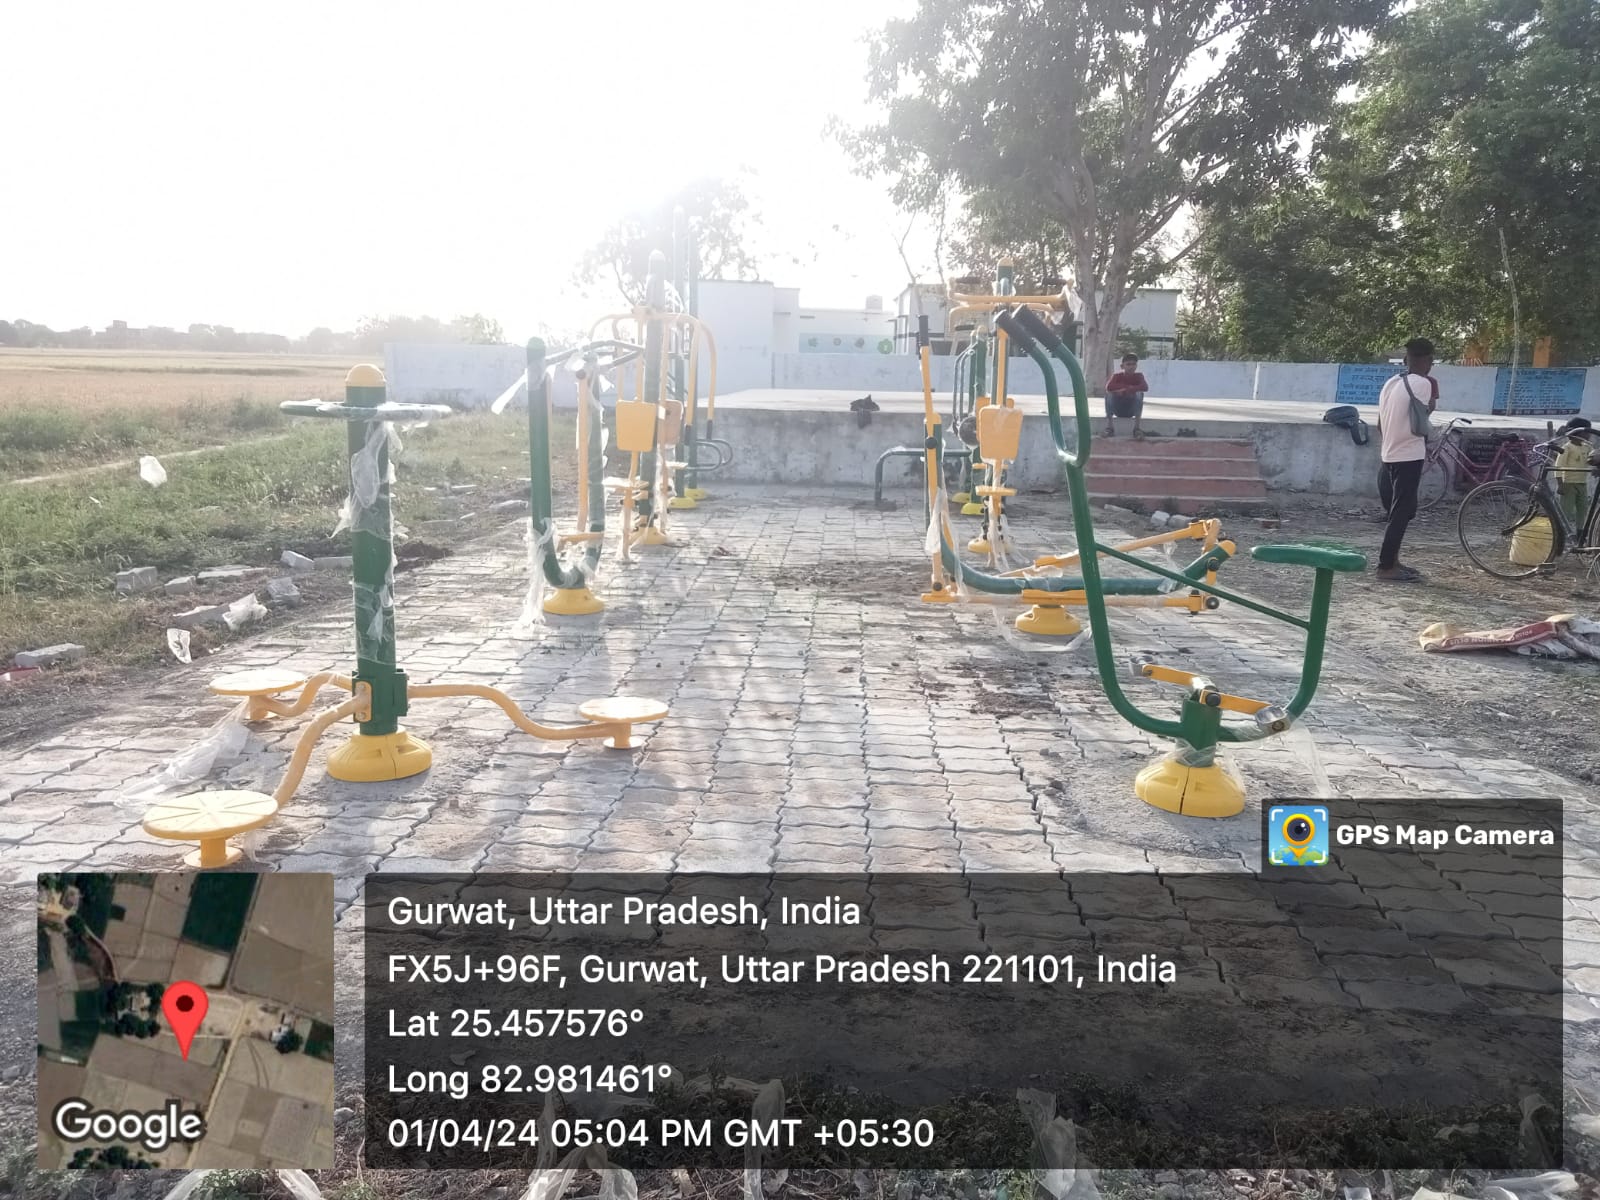 GPS Map Camera
Gurwat, Uttar Pradesh, India
FX5J+96F, Gurwat, Uttar Pradesh 221101, India
Lat 25.457576°
Long 82.981461°
01/04/24 05:04 PM GMT +05:30
Google